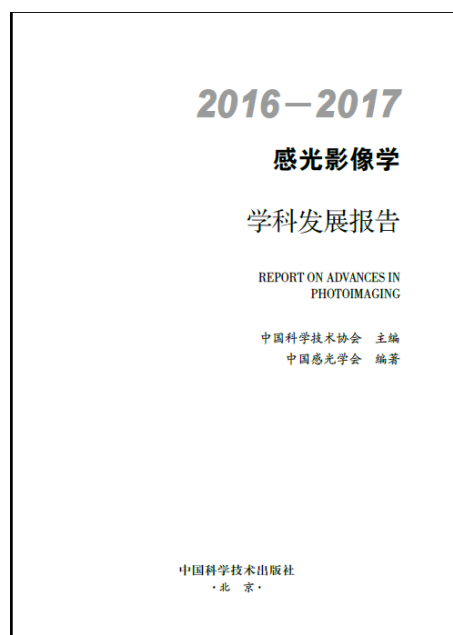 2016—2017
感光影像学
学科发展报告
REPORT ON ADVANCES IN
PHOTOIMAGING
中国科学技术协会 主编
中国感光学会 编著
中国科学技术出版社
·北 京·